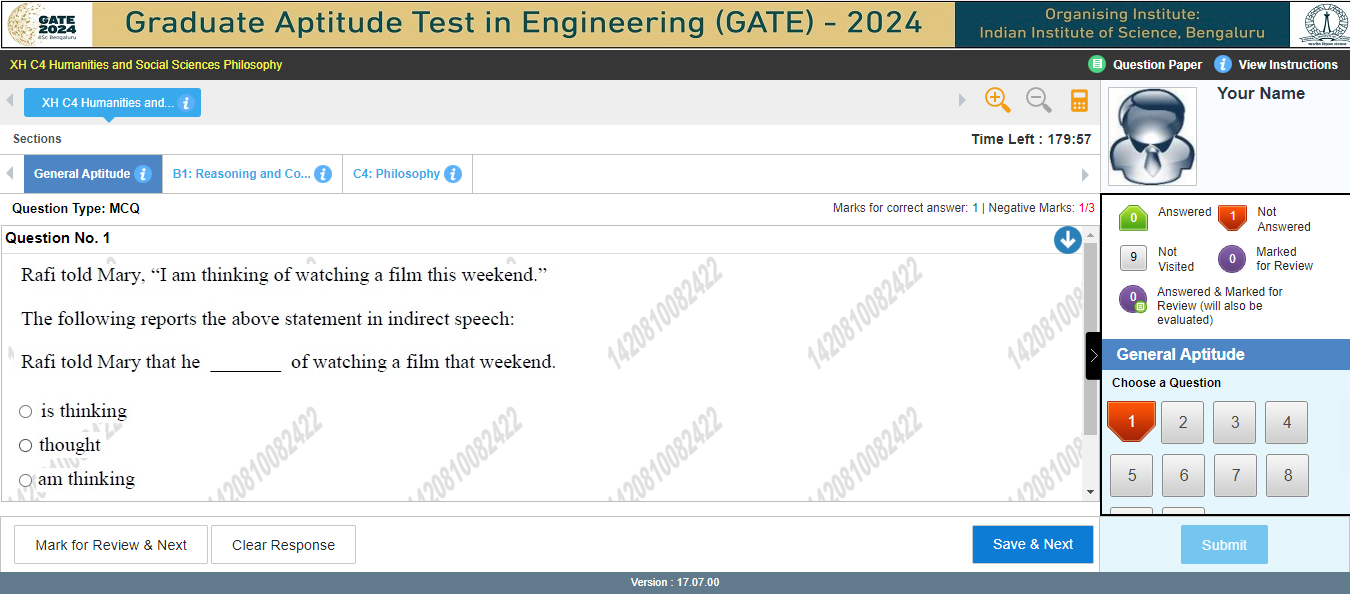 GATE
2024
IISc Bengaluru
Graduate Aptitude Test in Engineering (GATE) - 2024
Organising Institute:
Indian Institute of Science, Bengaluru
XH C4 Humanities and Social Sciences Philosophy
Question Paper
View Instructions
XH C4 Humanities and...
Your Name
Sections
Time Left : 179:57
General Aptitude
B1: Reasoning and Co...
C4: Philosophy
Question Type: MCQ
Marks for correct answer: 1 | Negative Marks: 1/3
Question No. 1
Rafi told Mary, “I am thinking of watching a film this weekend.”
The following reports the above statement in indirect speech:
Rafi told Mary that he _______ of watching a film that weekend.
is thinking
thought
am thinking
1420810082422
1420810082422
1420810082422
1420810082422
1420810082422
1420810082422
1420810082422
0 Answered
1 Not Answered
9 Not Visited
0 Marked for Review
0 Answered & Marked for
Review (will also be
evaluated)
General Aptitude
Choose a Question
1 2 3 4
5 6 7 8
Mark for Review & Next
Clear Response
Save & Next
Submit
Version : 17.07.00